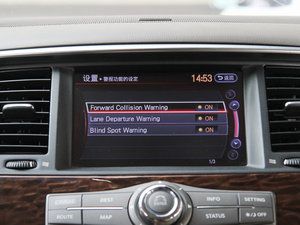 设置 • 警报功能的设定 14:53 返回
Forward Collision Warning ON
Lane Departure Warning ON
Blind Spot Warning ON
1/3
INFO SETTING
ROUTE MAP STATUS OFF